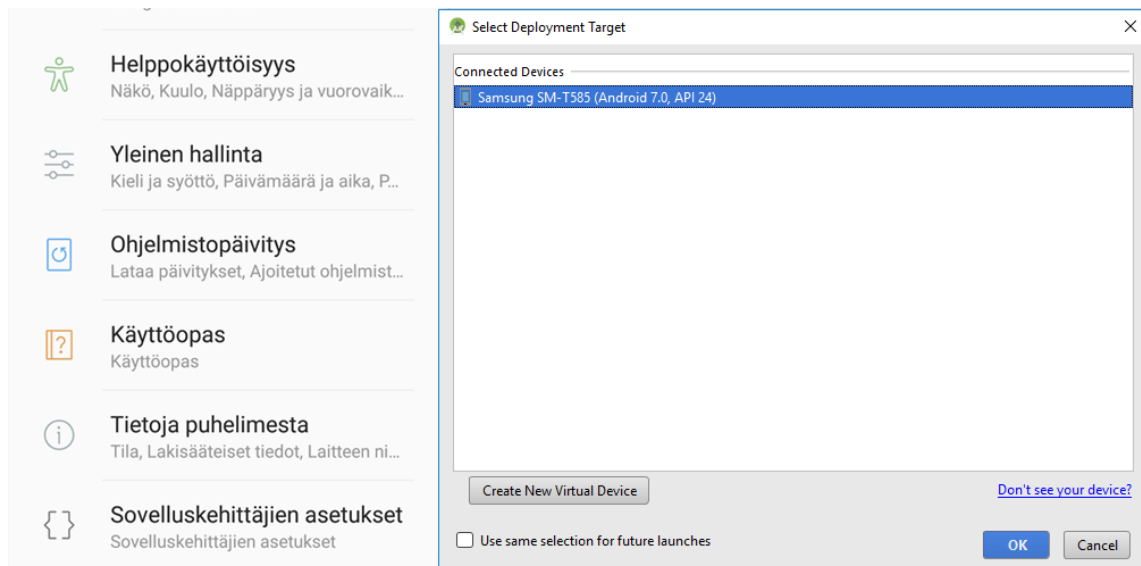 Helppokäyttöisyys
Näkö, Kuulo, Näppäryys ja vuorovaik...
Yleinen hallinta
Kieli ja syöttö, Päivämäärä ja aika, P...
Ohjelmistopäivitys
Lataa päivitykset, Ajoitetut ohjelmist...
Käyttöopas
Käyttöopas
Tietoja puhelimesta
Tila, Lakisääteiset tiedot, Laitteen ni...
Sovelluskehittäjien asetukset
Sovelluskehittäjien asetukset
Select Deployment Target
Connected Devices
Samsung SM-T585 (Android 7.0, API 24)
Create New Virtual Device
Don't see your device?
Use same selection for future launches
OK
Cancel